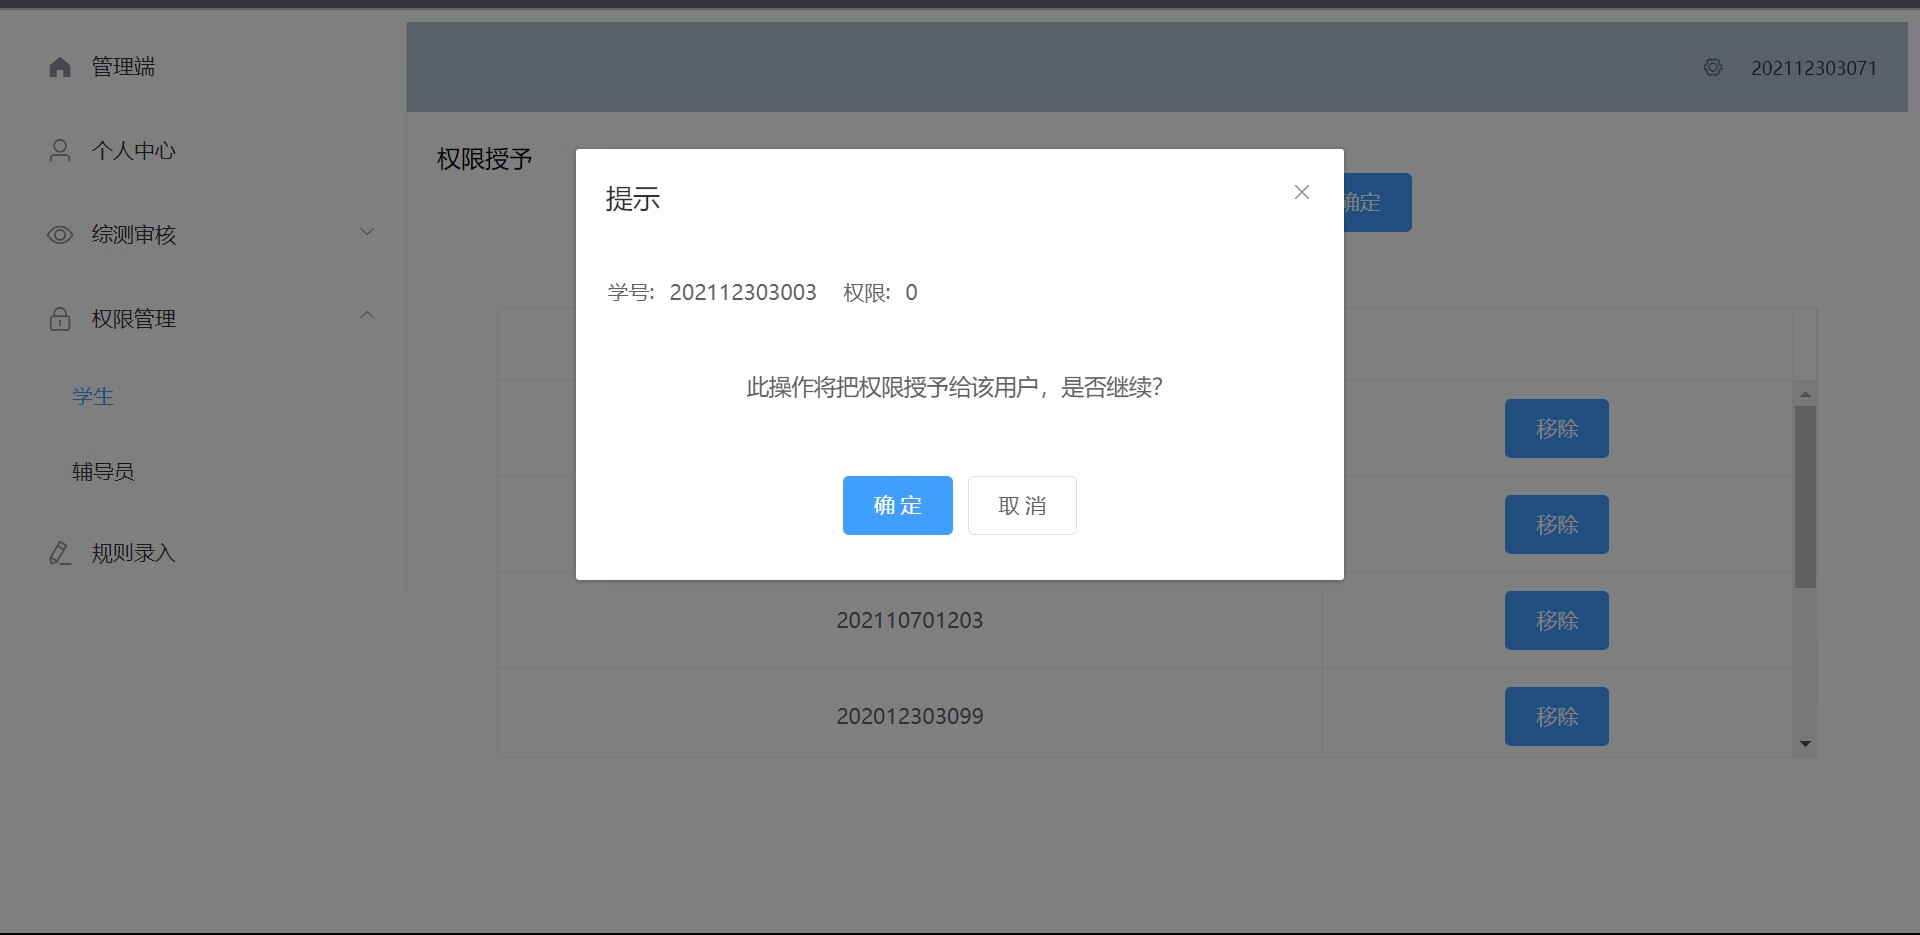 管理端
个人中心
综测审核
权限管理
学生
辅导员
规则录入
202112303071
权限授予
确定
提示
学号: 202112303003 权限: 0
此操作将把权限授予给该用户，是否继续?
确定 取消
移除
移除
202110701203 移除
202012303099 移除